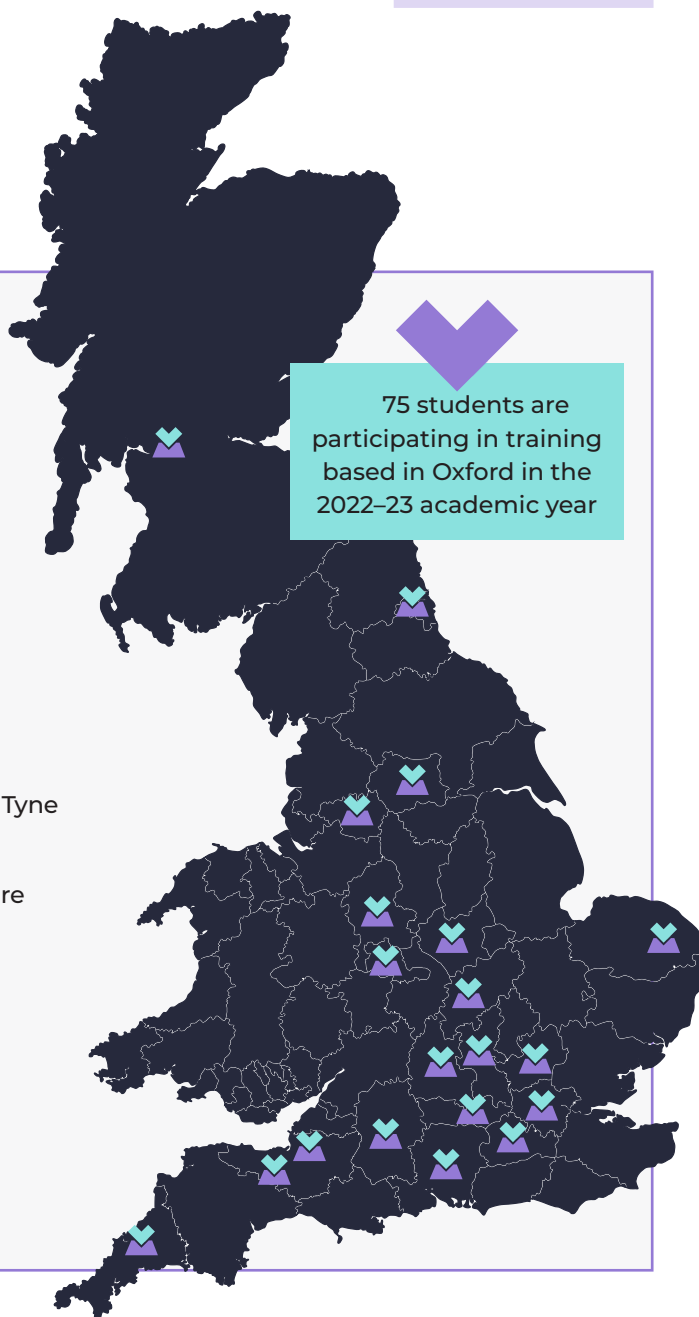 75 students are
participating in training
based in Oxford in the
2022–23 academic year
Tyne
re